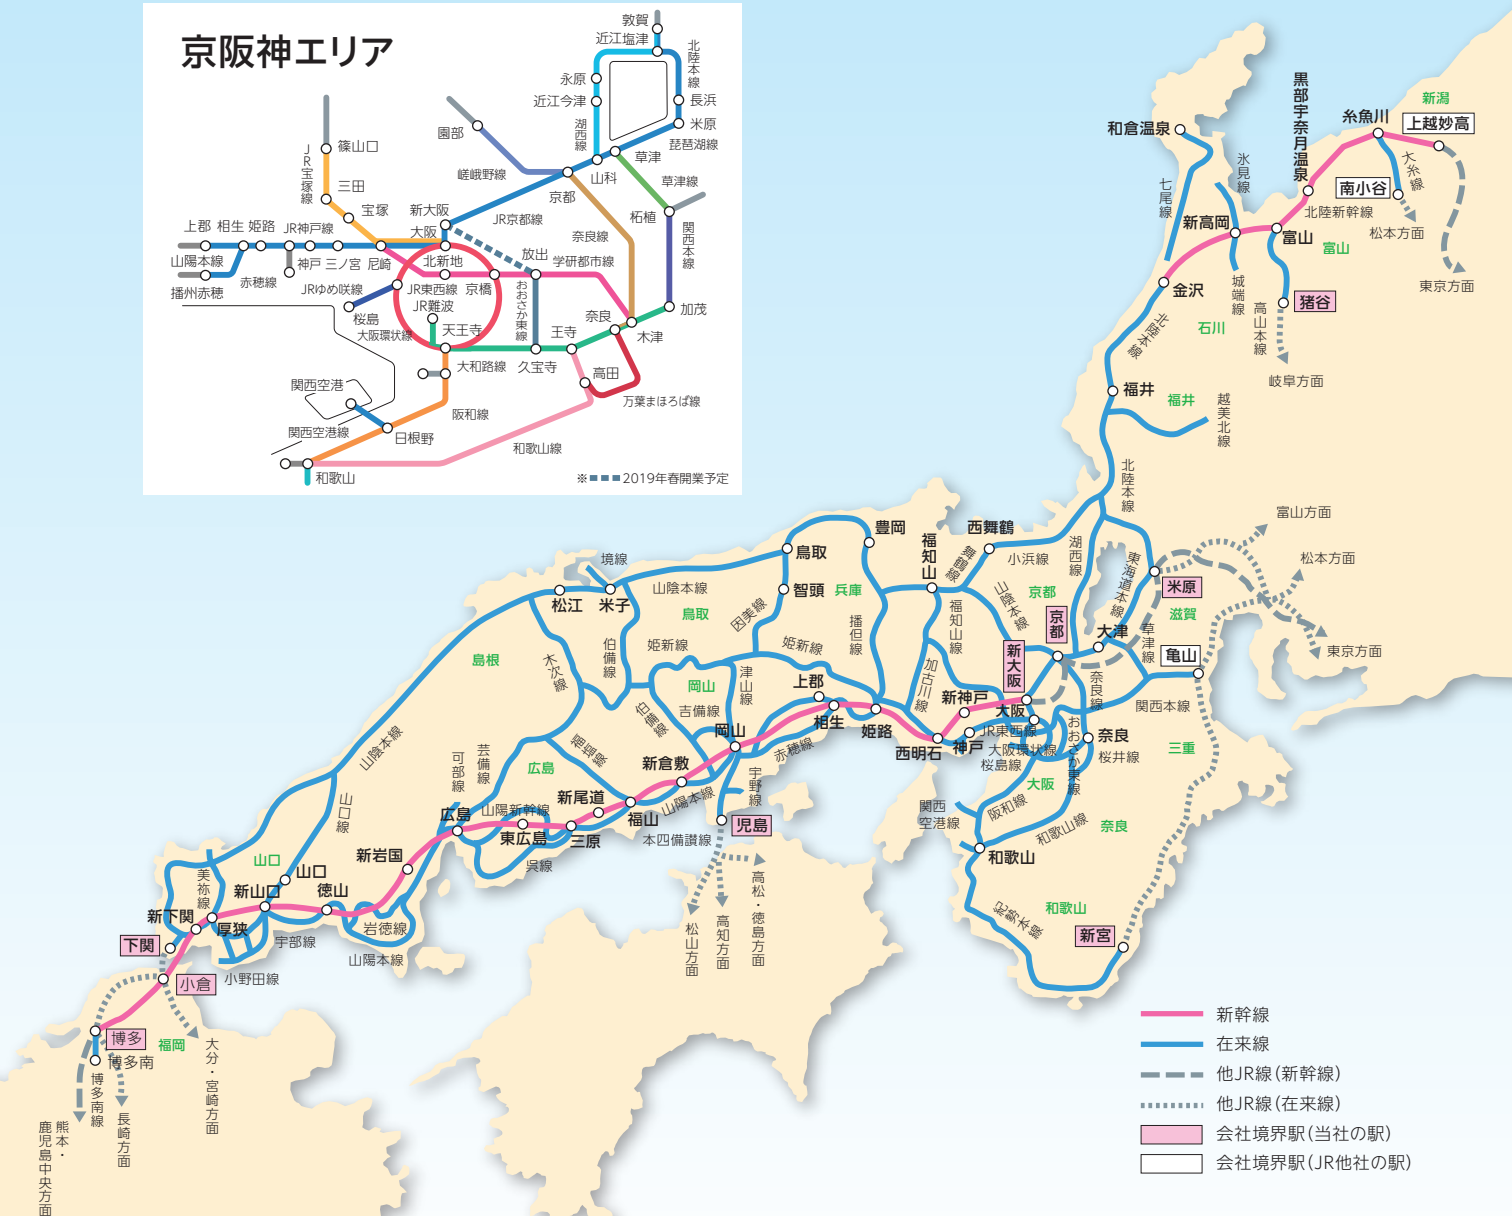 京阪神エリア
敦賀
近江塩津
北陸本線
永原
近江今津
長浜
米原
湖西線
琵琶湖線
園部
嵯峨野線
京都
山科
草津
草津線
柘植
関西本線
JR宝塚線
篠山口
三田
宝塚
新大阪
JR京都線
奈良線
上郡
相生
姫路
JR神戸線
大阪
山陽本線
赤穂線
神戸
三ノ宮
尼崎
北新地
放出
学研都市線
播州赤穂
JRゆめ咲線
JR東西線
京橋
おおさか東線
JR難波
桜島
大阪環状線
天王寺
王寺
奈良
木津
加茂
大和路線
久宝寺
高田
万葉まほろば線
関西空港
関西空港線
日根野
阪和線
和歌山線
和歌山
※
2019年春開業予定
黒部宇奈月温泉
糸魚川
新潟
上越妙高
和倉温泉
氷見線
大糸線
七尾線
南小谷
新高岡
北陸新幹線
松本方面
富山
富山
東京方面
金沢
城端線
猪谷
高山本線
石川
北陸本線
岐阜方面
福井
福井
越美北線
北陸本線
富山方面
松本方面
東京方面
豊岡
西舞鶴
福知山
舞鶴線
小浜線
湖西線
東海道本線
米原
滋賀
鳥取
境線
山陰本線
松江
米子
智頭
兵庫
鳥取
因美線
播但線
福知山線
山陰本線
京都
京都
大津
草津線
亀山
島根
木次線
伯備線
姫新線
姫新線
岡山
津山線
上郡
加古川線
新大阪
新神戸
大阪
奈良線
関西本線
吉備線
伯備線
岡山
相生
姫路
西明石
神戸
JR東西線
大阪環状線
桜島線
おおさか東線
奈良
桜井線
三重
赤穂線
山陰本線
可部線
芸備線
福塩線
広島
新倉敷
宇野線
大阪
関西
空港線
阪和線
和歌山線
奈良
山口線
広島
山陽新幹線
新尾道
福山
山陽本線
児島
東広島
三原
本四備讃線
呉線
和歌山
山口
新岩国
美祢線
山口
新山口
徳山
新下関
厚狭
岩徳線
下関
宇部線
山陽本線
小野田線
小倉
松山方面
高知方面
高松・徳島方面
和歌山
紀勢本線
新宮
博多
博多南
福岡
大分・宮崎方面
博多南線
長崎方面
熊本・
鹿児島中央方面
新幹線
在来線
他JR線(新幹線)
他JR線(在来線)
会社境界駅(当社の駅)
会社境界駅(JR他社の駅)